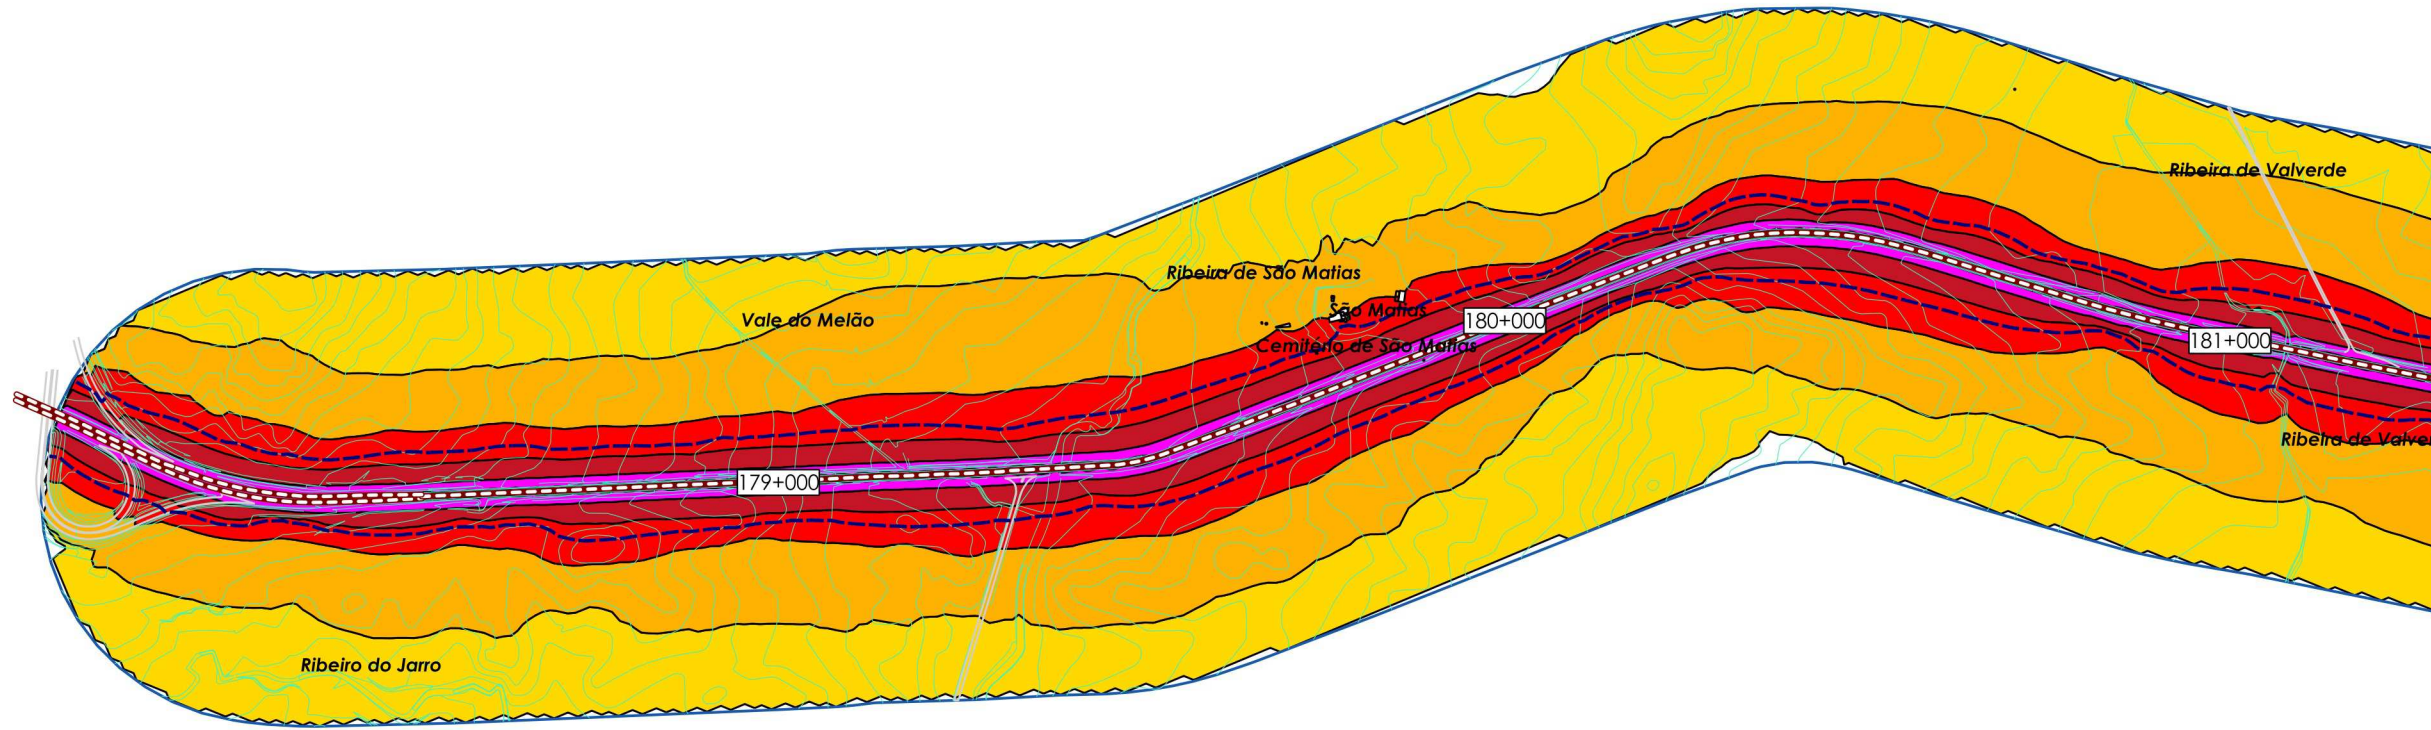 Ribeira de Valverde
Ribeira de São Matias
São Matias
Vale do Melão
180+000
181+000
Cemitério de São Matias
Ribeira de Valve
179+000
Ribeiro do Jarro